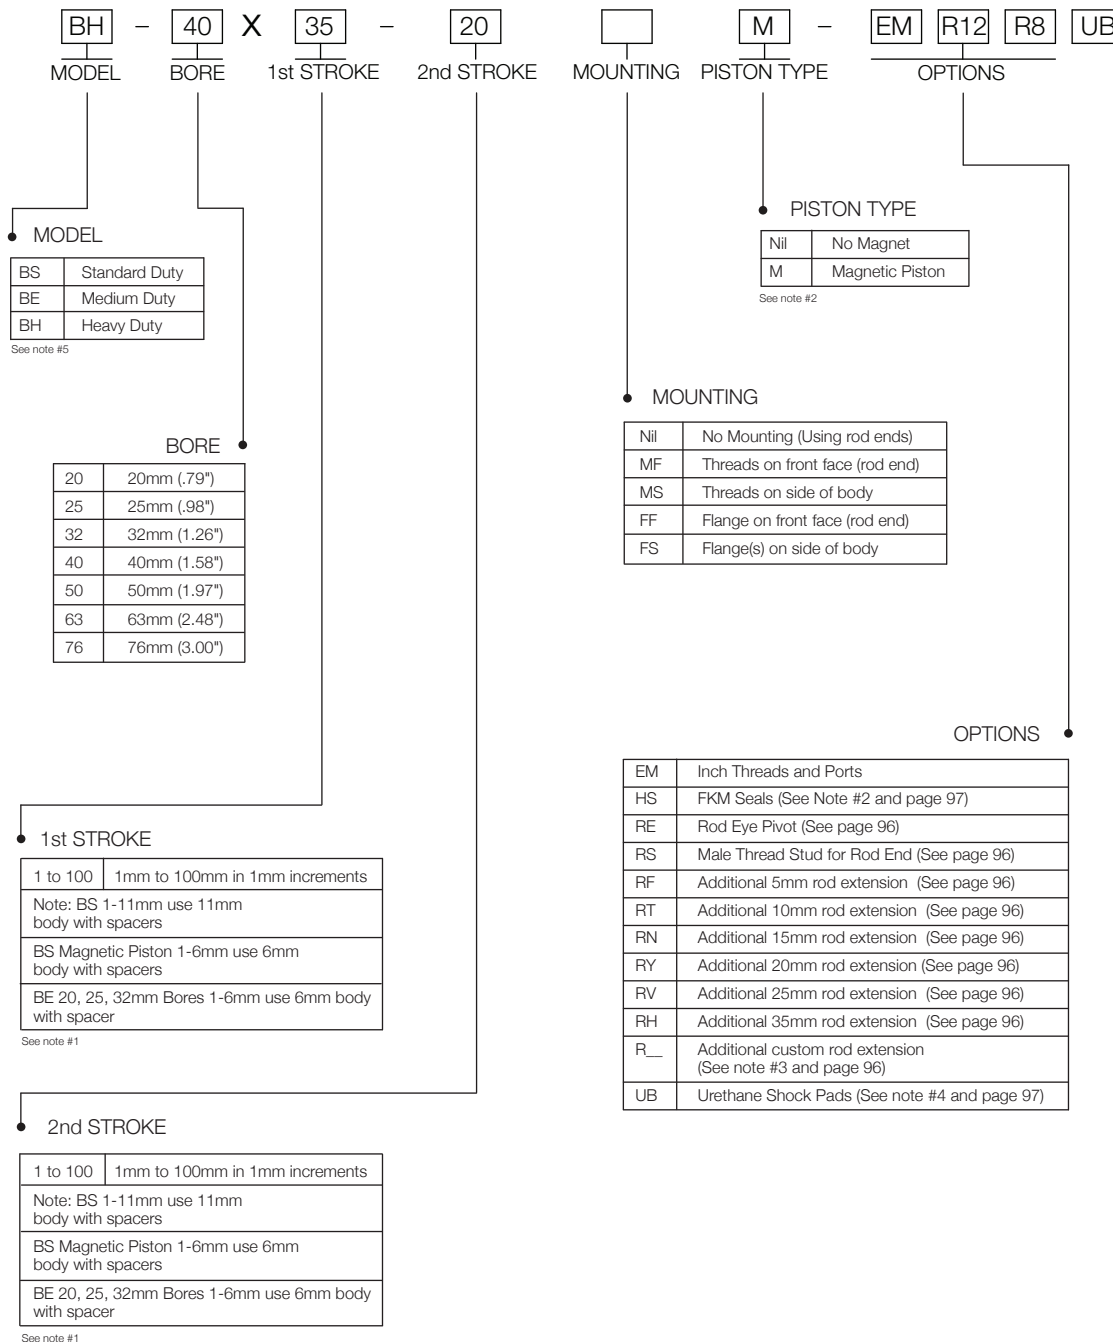 BH – 40 X 35 – 20 M – EM R12 R8 UB
MODEL BORE 1st STROKE 2nd STROKE MOUNTING PISTON TYPE OPTIONS
PISTON TYPE
Nil No Magnet
M Magnetic Piston
See note #2
MODEL
BS Standard Duty
BE Medium Duty
BH Heavy Duty
See note #5
MOUNTING
Nil No Mounting (Using rod ends)
MF Threads on front face (rod end)
MS Threads on side of body
FF Flange on front face (rod end)
FS Flange(s) on side of body
BORE
20 20mm (.79")
25 25mm (.98")
32 32mm (1.26")
40 40mm (1.58")
50 50mm (1.97")
63 63mm (2.48")
76 76mm (3.00")
OPTIONS
EM Inch Threads and Ports
HS FKM Seals (See Note #2 and page 97)
RE Rod Eye Pivot (See page 96)
RS Male Thread Stud for Rod End (See page 96)
RF Additional 5mm rod extension (See page 96)
RT Additional 10mm rod extension (See page 96)
RN Additional 15mm rod extension (See page 96)
RY Additional 20mm rod extension (See page 96)
RV Additional 25mm rod extension (See page 96)
RH Additional 35mm rod extension (See page 96)
R__ Additional custom rod extension
(See note #3 and page 96)
UB Urethane Shock Pads (See note #4 and page 97)
1st STROKE
1 to 100 1mm to 100mm in 1mm increments
Note: BS 1-11mm use 11mm
body with spacers
BS Magnetic Piston 1-6mm use 6mm
body with spacers
BE 20, 25, 32mm Bores 1-6mm use 6mm body
with spacer
See note #1
2nd STROKE
1 to 100 1mm to 100mm in 1mm increments
Note: BS 1-11mm use 11mm
body with spacers
BS Magnetic Piston 1-6mm use 6mm
body with spacers
BE 20, 25, 32mm Bores 1-6mm use 6mm body
with spacer
See note #1